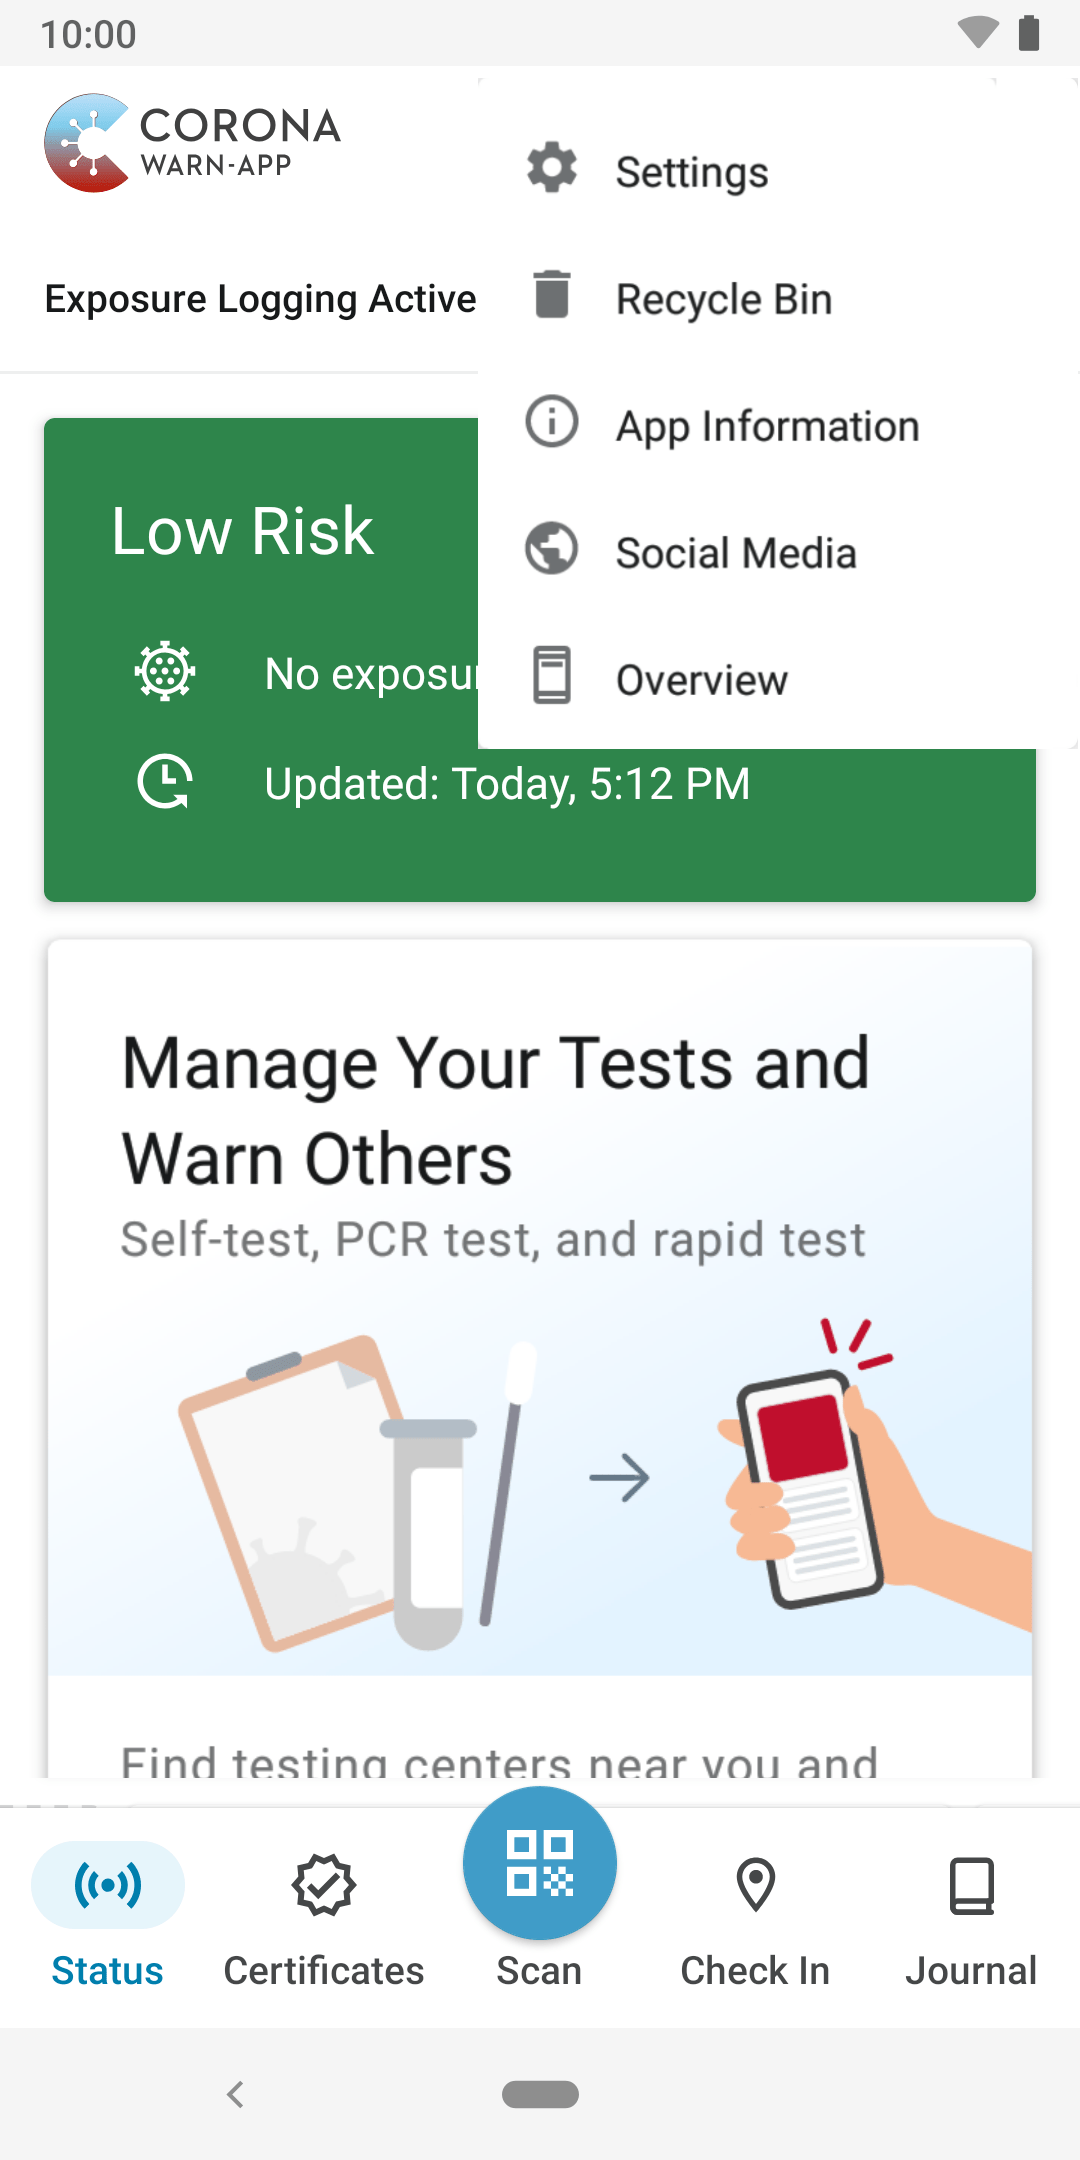 10:00
CORONA
WARN-APP
Settings
Exposure Logging Active
Recycle Bin
App Information
Low Risk
Social Media
No exposu
Overview
Updated: Today, 5:12 PM
Manage Your Tests and
Warn Others
Self-test, PCR test, and rapid test
Find testing centers near you and
Status
Certificates
Scan
Check In
Journal